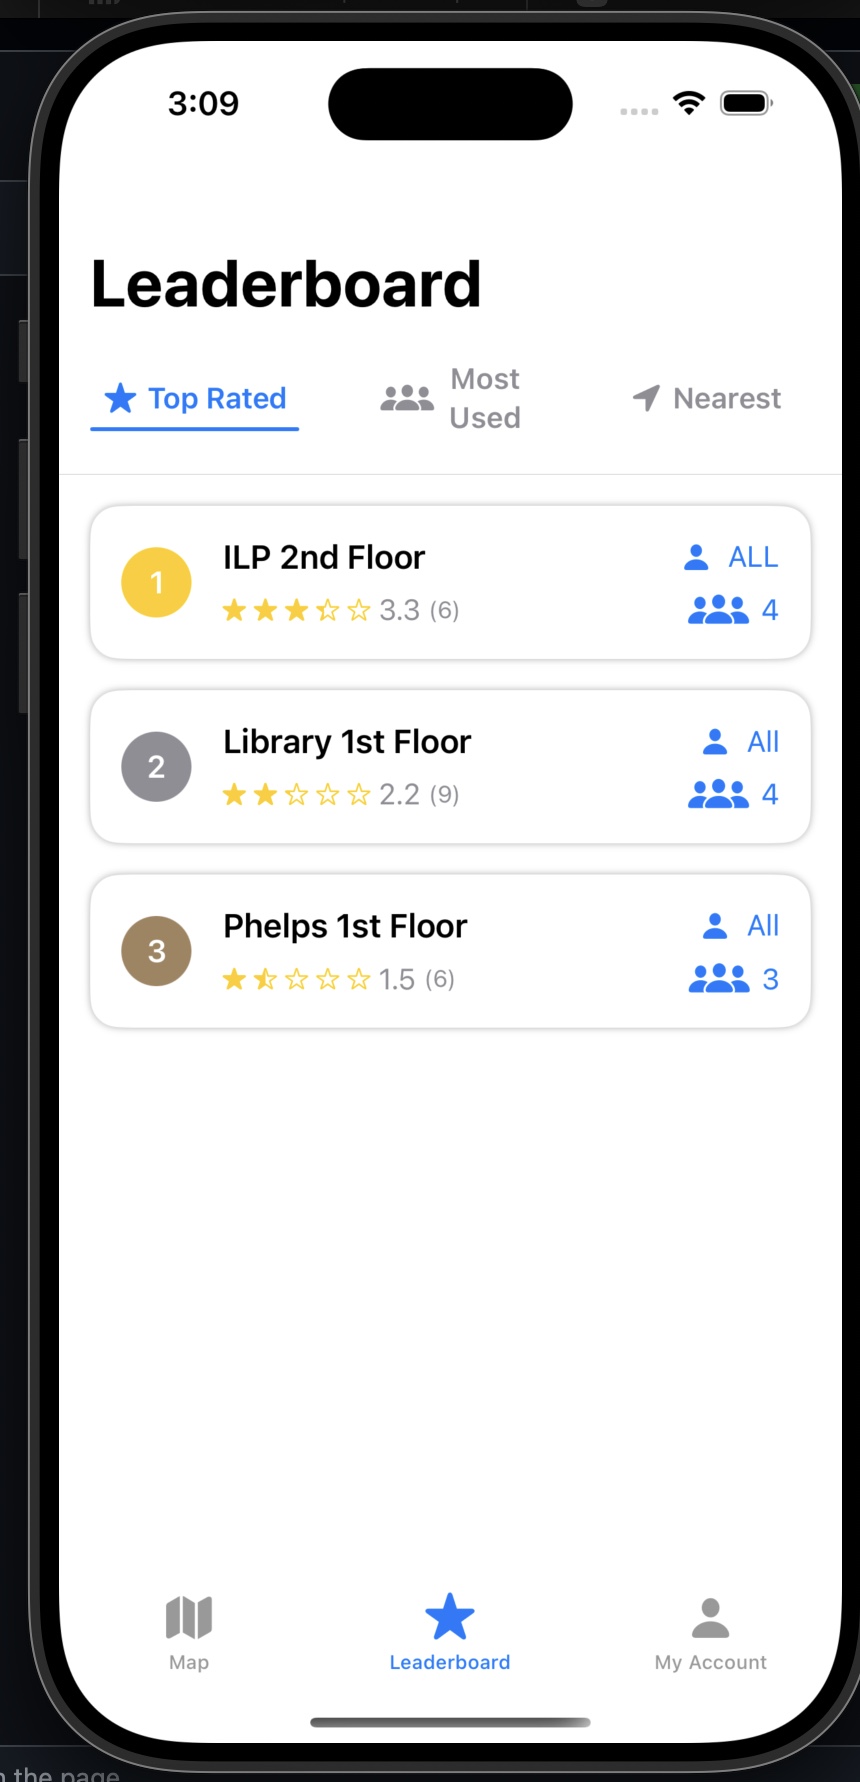 3:09
Leaderboard
Top Rated
Most
Used
Nearest
1
ILP 2nd Floor
ALL
3.3 (6)
4
2
Library 1st Floor
All
2.2 (9)
4
3
Phelps 1st Floor
All
1.5 (6)
3
Map
Leaderboard
My Account
the page